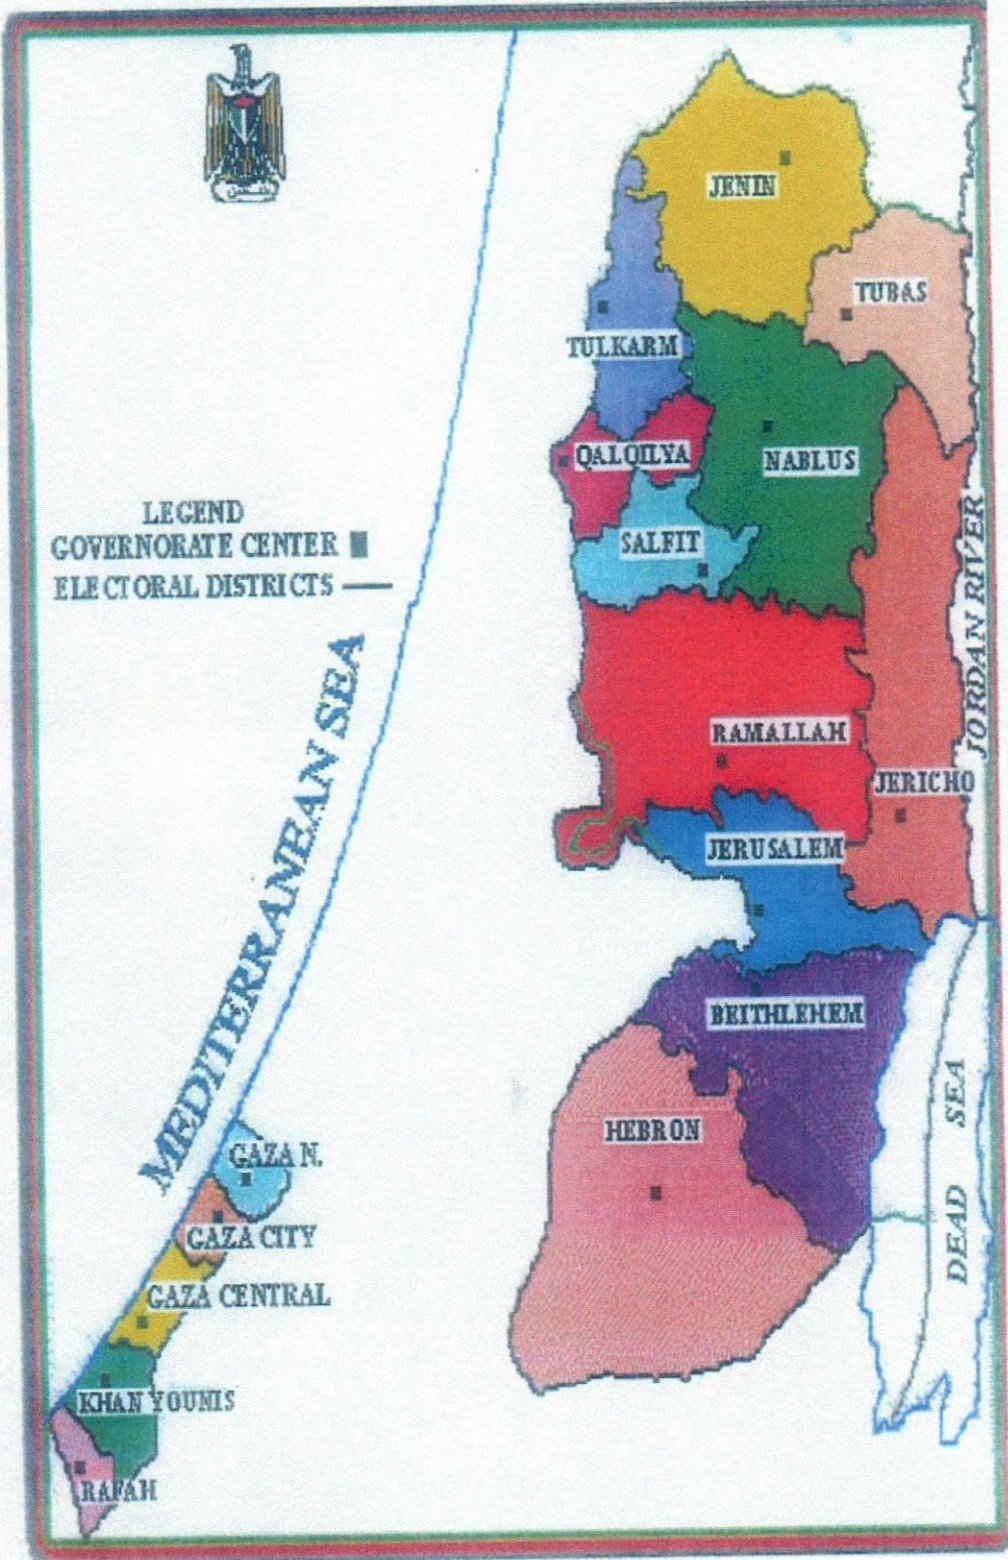 JENIN
TUBAS
TULKARM
QALQILYA
NABLUS
LEGEND
GOVERNORATE CENTER
ELECTORAL DISTRICTS
SALFIT
JORDAN RIVER
MEDITERRANEAN SEA
RAMALLAH
JERICHO
JERUSALEM
BEITHLEHEM
HEBRON
DEAD SEA
GAZA N.
GAZA CITY
GAZA CENTRAL
KHAN YOUNIS
RAFAH